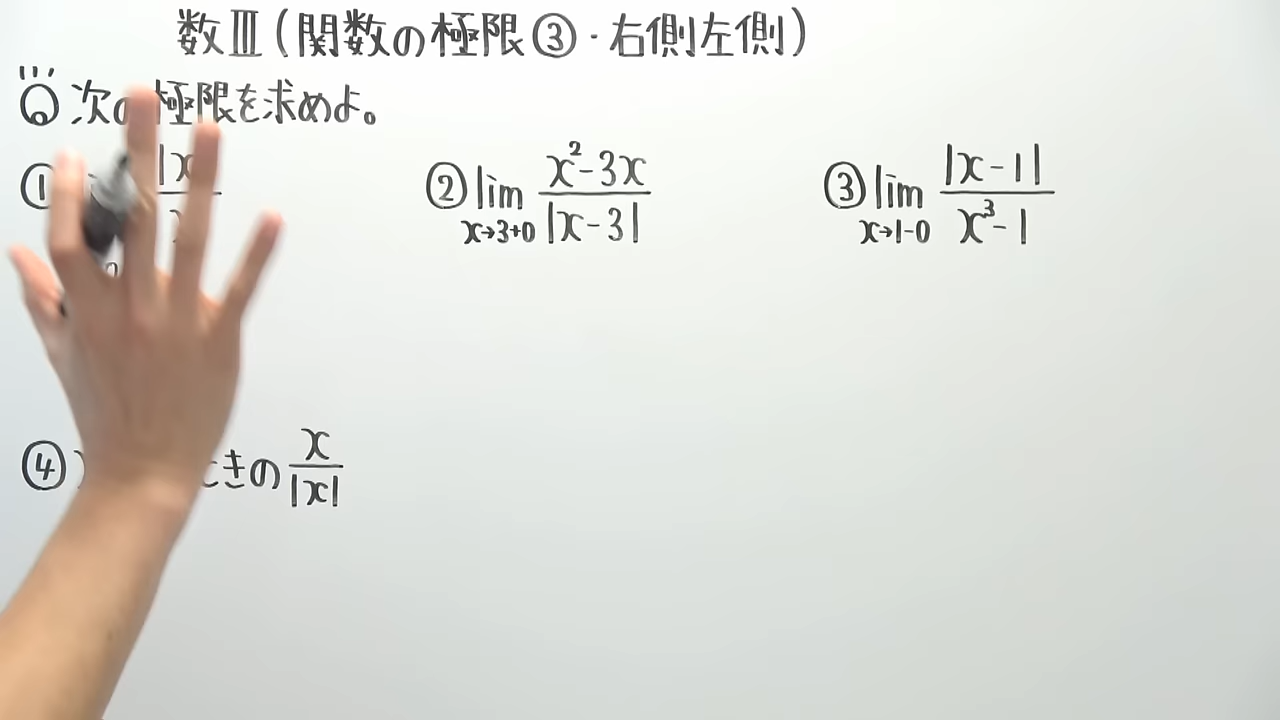 数Ⅲ(関数の極限③・右側左側)
Q 次の極限を求めよ。
①
② lim x→3+0 x²-3x / |x-3|
③ lim x→1-0 |x-1| / x³-1
④ きの x / |x|